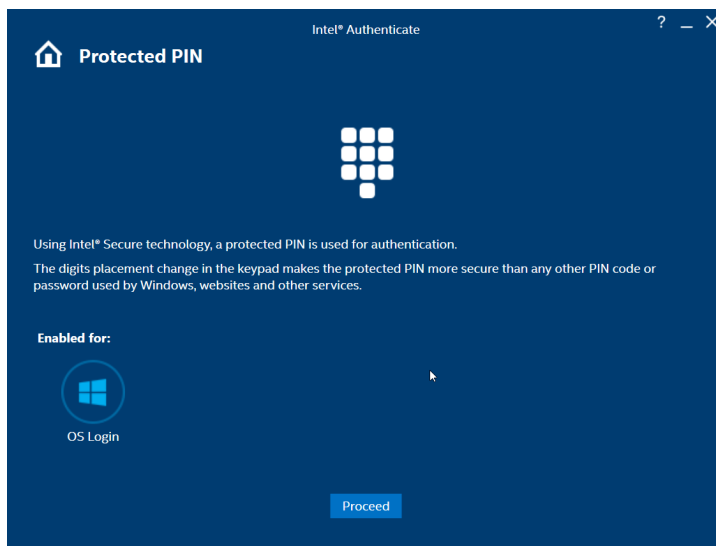 Intel® Authenticate
? _ X
Protected PIN
Using Intel® Secure technology, a protected PIN is used for authentication.
The digits placement change in the keypad makes the protected PIN more secure than any other PIN code or
password used by Windows, websites and other services.
Enabled for:
OS Login
Proceed